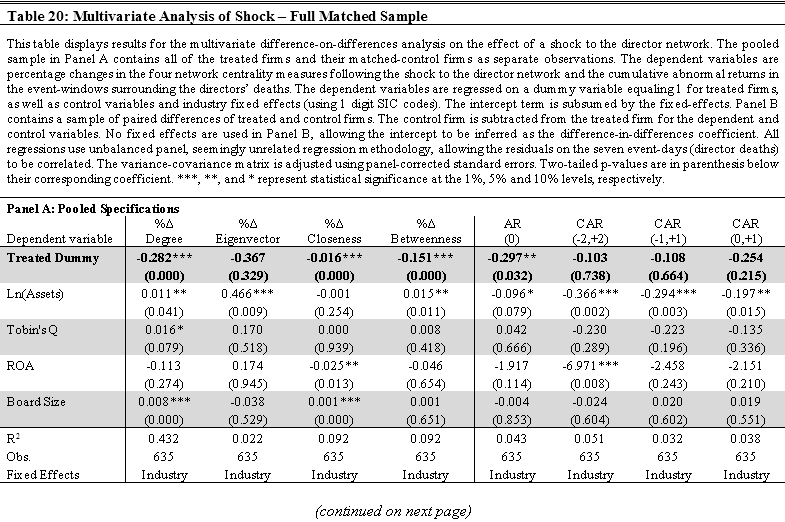 Table 20: Multivariate Analysis of Shock – Full Matched Sample
This table displays results for the multivariate difference-on-differences analysis on the effect of a shock to the director network. The pooled
sample in Panel A contains all of the treated firms and their matched-control firms as separate observations. The dependent variables are
percentage changes in the four network centrality measures following the shock to the director network and the cumulative abnormal returns in
the event-windows surrounding the directors' deaths. The dependent variables are regressed on a dummy variable equaling 1 for treated firms,
as well as control variables and industry fixed effects (using 1 digit SIC codes). The intercept term is subsumed by the fixed-effects. Panel B
contains a sample of paired differences of treated and control firms. The control firm is subtracted from the treated firm for the dependent and
control variables. No fixed effects are used in Panel B, allowing the intercept to be inferred as the difference-in-differences coefficient. All
regressions use unbalanced panel, seemingly unrelated regression methodology, allowing the residuals on the seven event-days (director deaths)
to be correlated. The variance-covariance matrix is adjusted using panel-corrected standard errors. Two-tailed p-values are in parenthesis below
their corresponding coefficient. ***, **, and * represent statistical significance at the 1%, 5% and 10% levels, respectively.
Panel A: Pooled Specifications
%Δ %Δ %Δ %Δ AR CAR CAR CAR
Dependent variable Degree Eigenvector Closeness Betweenness (0) (-2,+2) (-1,+1) (0,+1)
Treated Dummy -0.282*** -0.367 -0.016*** -0.151*** -0.297** -0.103 -0.108 -0.254
(0.000) (0.329) (0.000) (0.000) (0.032) (0.738) (0.664) (0.215)
Ln(Assets) 0.011** 0.466*** -0.001 0.015** -0.096* -0.366*** -0.294*** -0.197**
(0.041) (0.009) (0.254) (0.011) (0.079) (0.002) (0.003) (0.015)
Tobin's Q 0.016* 0.170 0.000 0.008 0.042 -0.230 -0.223 -0.135
(0.079) (0.518) (0.939) (0.418) (0.666) (0.289) (0.196) (0.336)
ROA -0.113 0.174 -0.025** -0.046 -1.917 -6.971*** -2.458 -2.151
(0.274) (0.945) (0.013) (0.654) (0.114) (0.008) (0.243) (0.210)
Board Size 0.008*** -0.038 0.001*** 0.001 -0.004 -0.024 0.020 0.019
(0.000) (0.529) (0.000) (0.651) (0.853) (0.604) (0.602) (0.551)
R² 0.432 0.022 0.092 0.092 0.043 0.051 0.032 0.038
Obs. 635 635 635 635 635 635 635 635
Fixed Effects Industry Industry Industry Industry Industry Industry Industry Industry
(continued on next page)